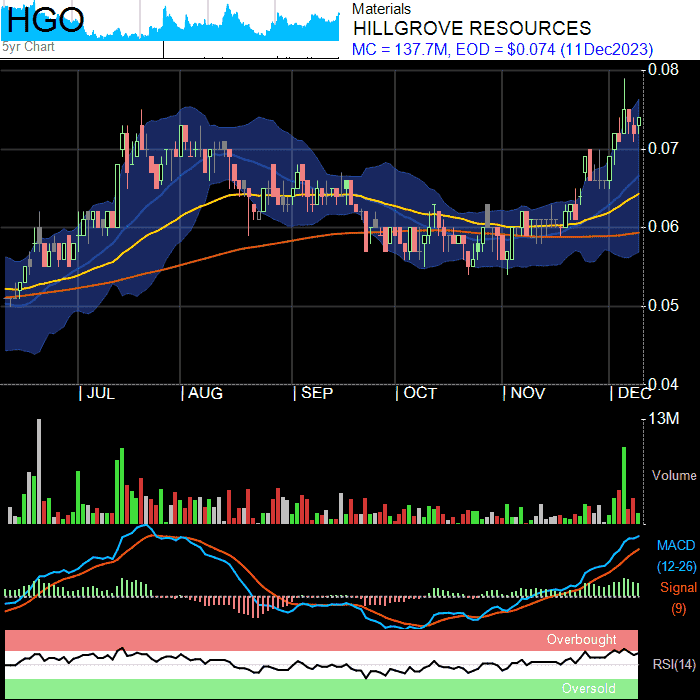 HGO
5yr Chart
Materials
HILLGROVE RESOURCES
MC = 137.7M, EOD = $0.074 (11Dec2023)
0.08
0.07
0.06
0.05
0.04
JUL
AUG
SEP
OCT
NOV
DEC
13M
Volume
MACD
(12-26)
Signal
(9)
Overbought
RSI(14)
Oversold